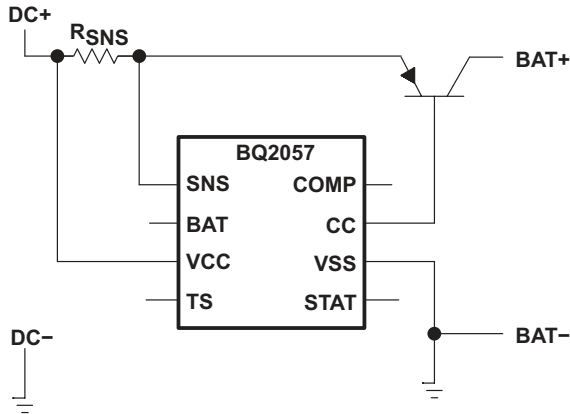 DC+
RSNS
BAT+
BQ2057
SNS
COMP
BAT
CC
VCC
VSS
TS
STAT
DC−
BAT−